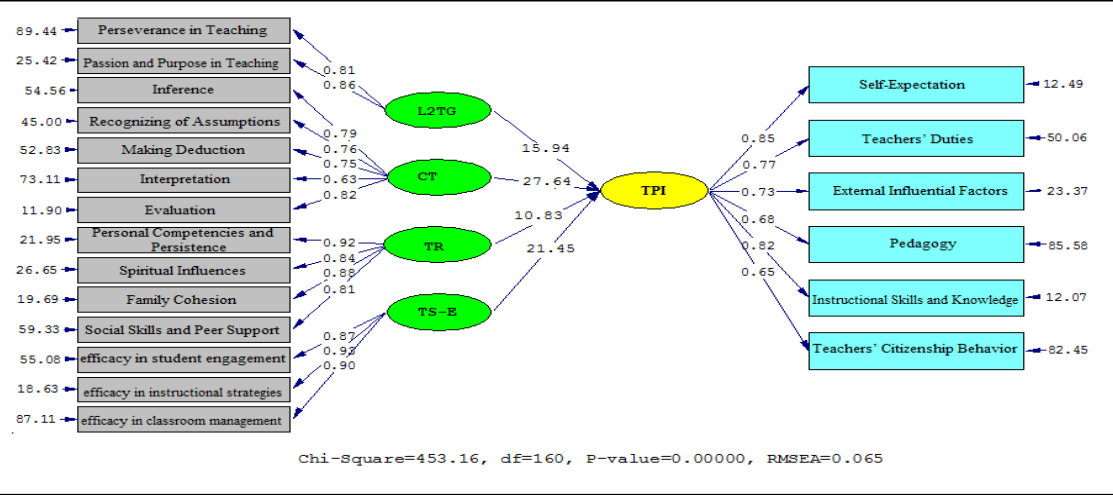 89.44 Perseverance in Teaching
25.42 Passion and Purpose in Teaching
54.56 Inference
45.00 Recognizing of Assumptions
52.83 Making Deduction
73.11 Interpretation
11.90 Evaluation
21.95 Personal Competencies and
Persistence
26.65 Spiritual Influences
19.69 Family Cohesion
59.33 Social Skills and Peer Support
55.08 efficacy in student engagement
18.63 efficacy in instructional strategies
87.11 efficacy in classroom management
0.81
0.86
0.79
0.76
0.75
0.63
0.82
0.92
0.84
0.88
0.81
0.87
0.93
0.90
L2TG
CT
TR
TS-E
15.94
27.64
10.83
21.45
TPI
0.85
0.77
0.73
0.68
0.82
0.65
Self-Expectation 12.49
Teachers' Duties 50.06
External Influential Factors 23.37
Pedagogy 85.58
Instructional Skills and Knowledge 12.07
Teachers' Citizenship Behavior 82.45
Chi-Square=453.16, df=160, P-value=0.00000, RMSEA=0.065